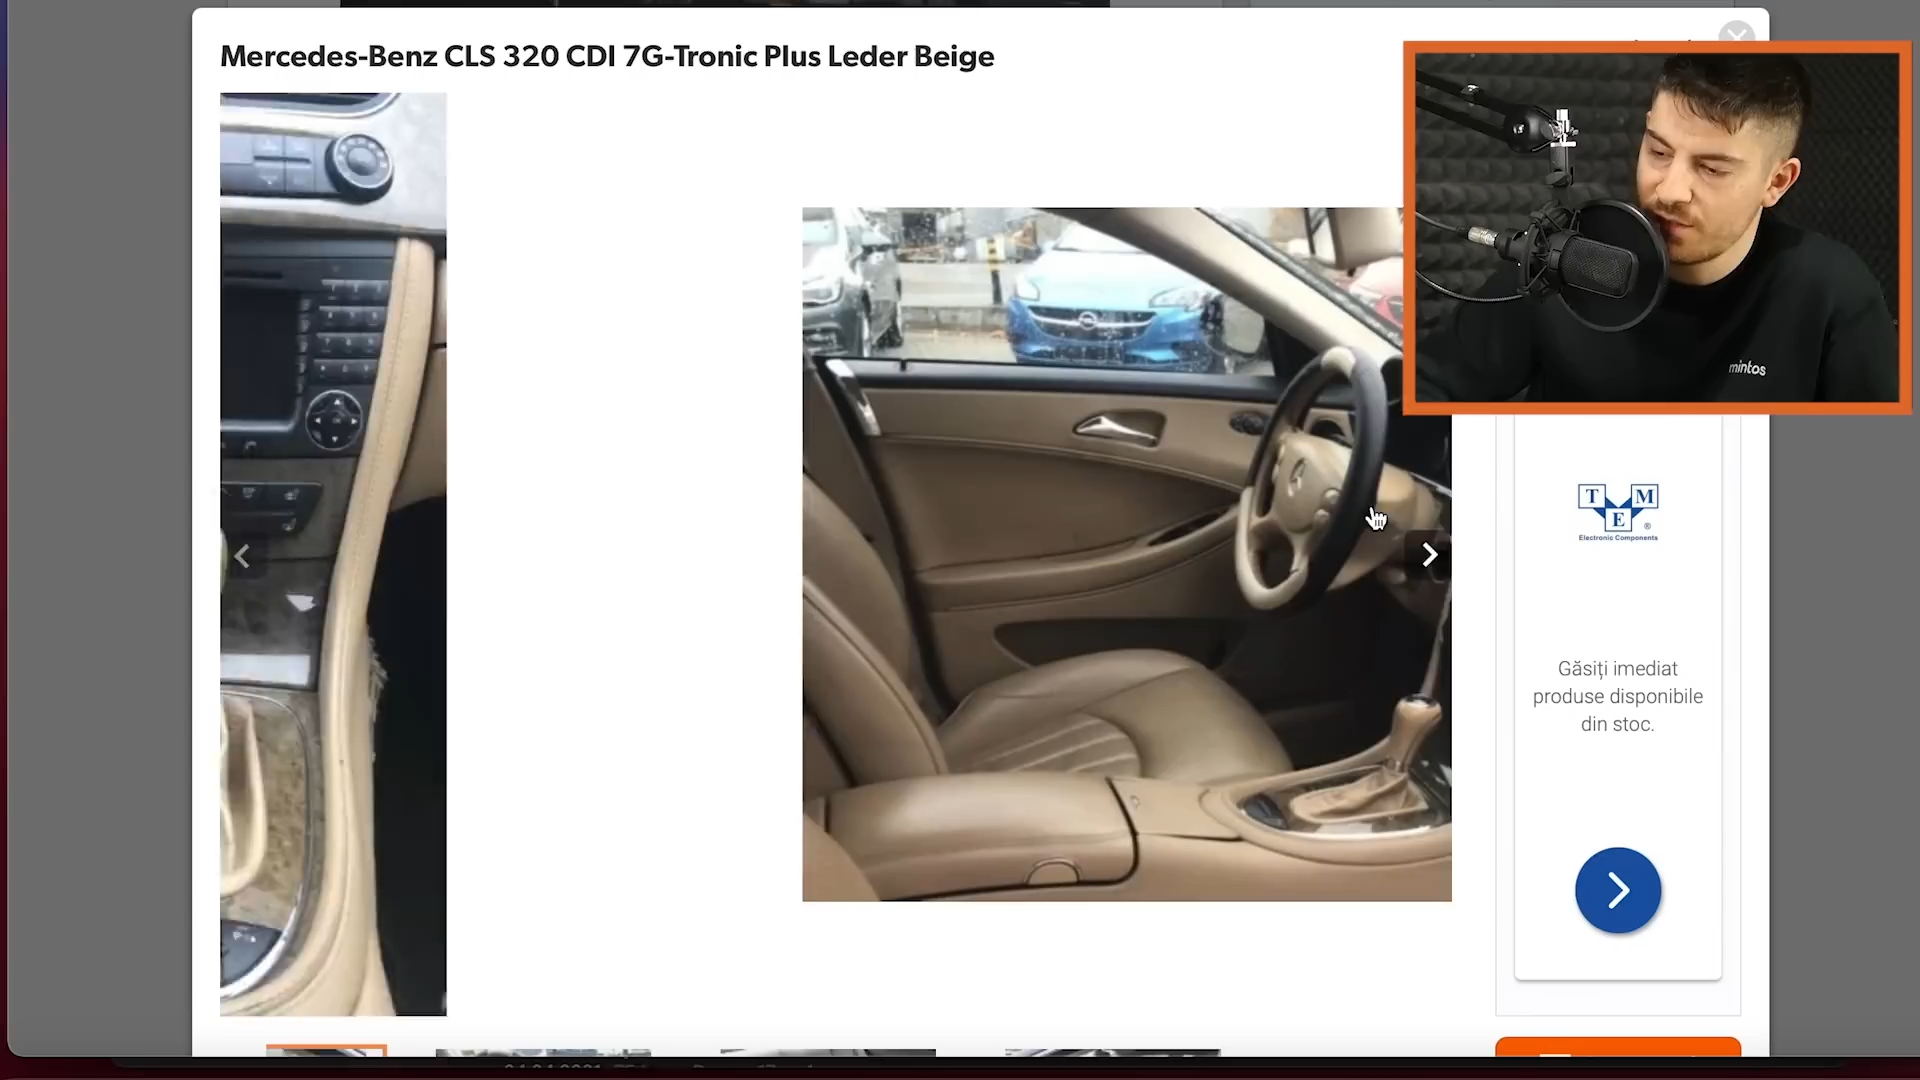 Mercedes-Benz CLS 320 CDI 7G-Tronic Plus Leder Beige
mintos
T
M
E
®
Electronic Components
Găsiți imediat
produse disponibile
din stoc.